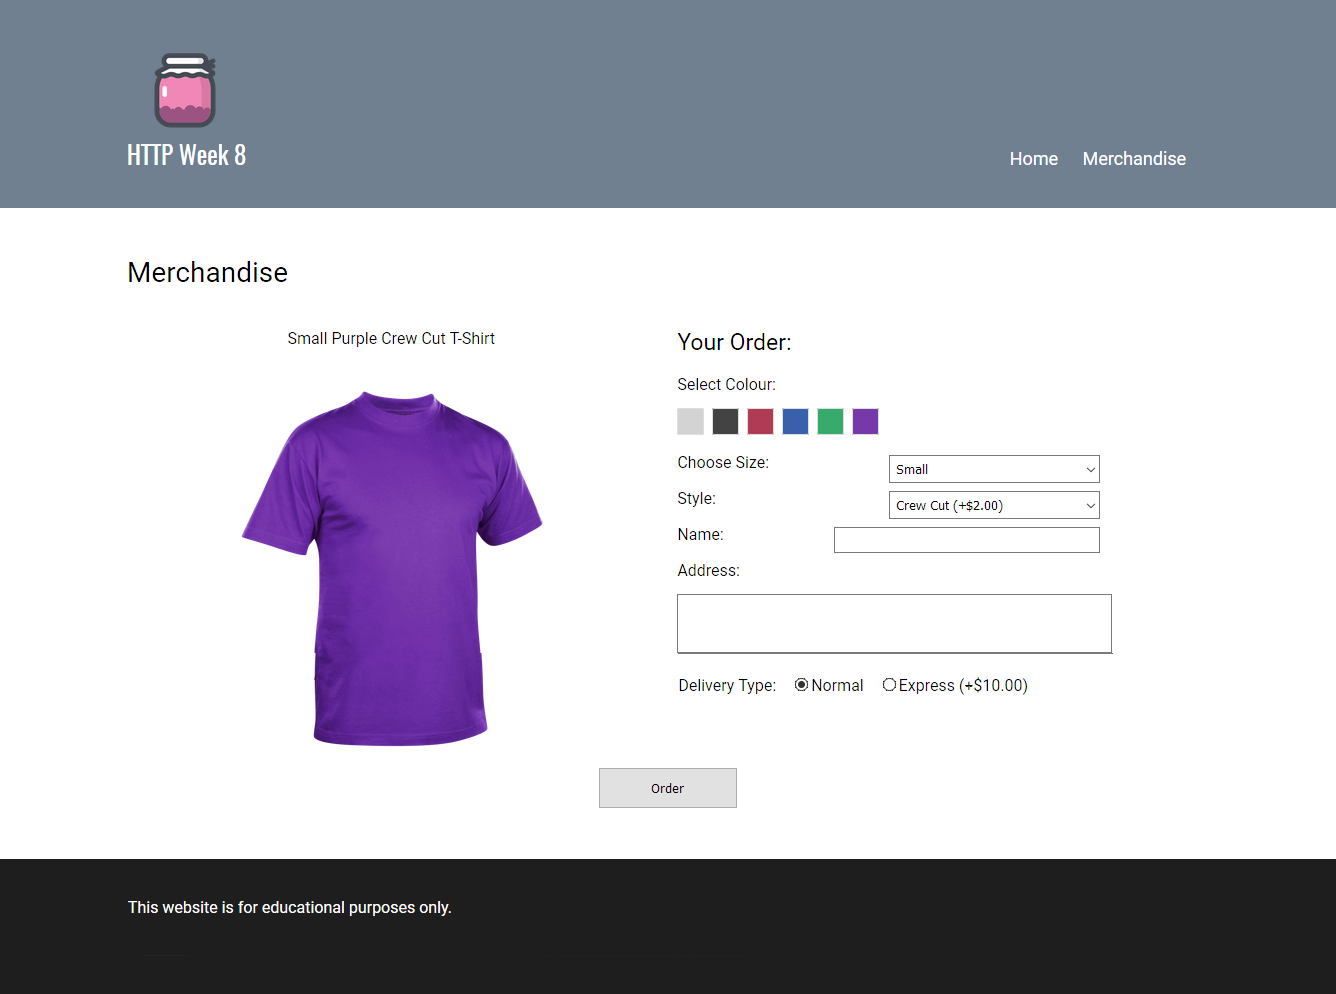 HTTP Week 8
Home Merchandise
Merchandise
Small Purple Crew Cut T-Shirt
Your Order:
Select Colour:
Choose Size: Small
Style: Crew Cut (+$2.00)
Name:
Address:
Delivery Type: Normal Express (+$10.00)
Order
This website is for educational purposes only.